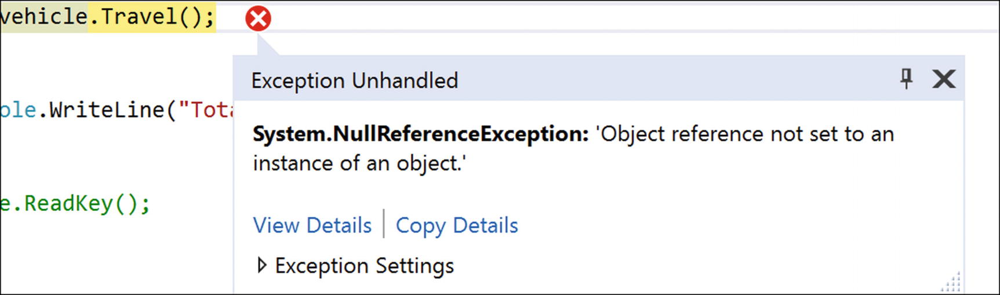 vehicle.Travel();
Exception Unhandled
ole.WriteLine("Tota
System.NullReferenceException: 'Object reference not set to an
instance of an object.'
e.ReadKey();
View Details | Copy Details
Exception Settings